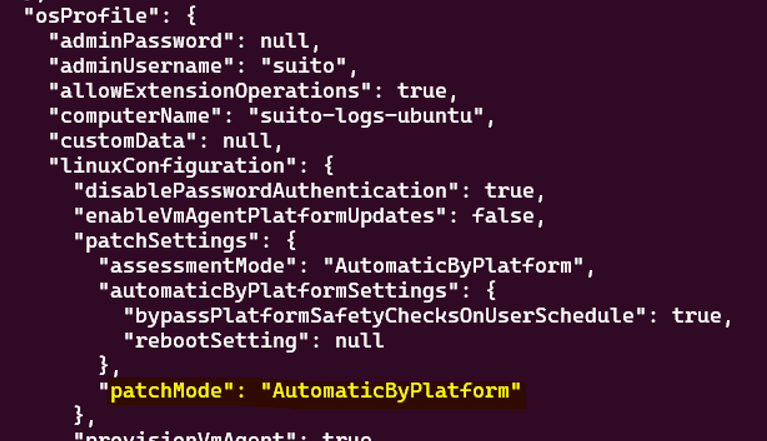 "osProfile": {
"adminPassword": null,
"adminUsername": "suito",
"allowExtensionOperations": true,
"computerName": "suito-logs-ubuntu",
"customData": null,
"linuxConfiguration": {
"disablePasswordAuthentication": true,
"enableVmAgentPlatformUpdates": false,
"patchSettings": {
"assessmentMode": "AutomaticByPlatform",
"automaticByPlatformSettings": {
"bypassPlatformSafetyChecksOnUserSchedule": true,
"rebootSetting": null
},
"patchMode": "AutomaticByPlatform"
},
"provisionVmAgent": true